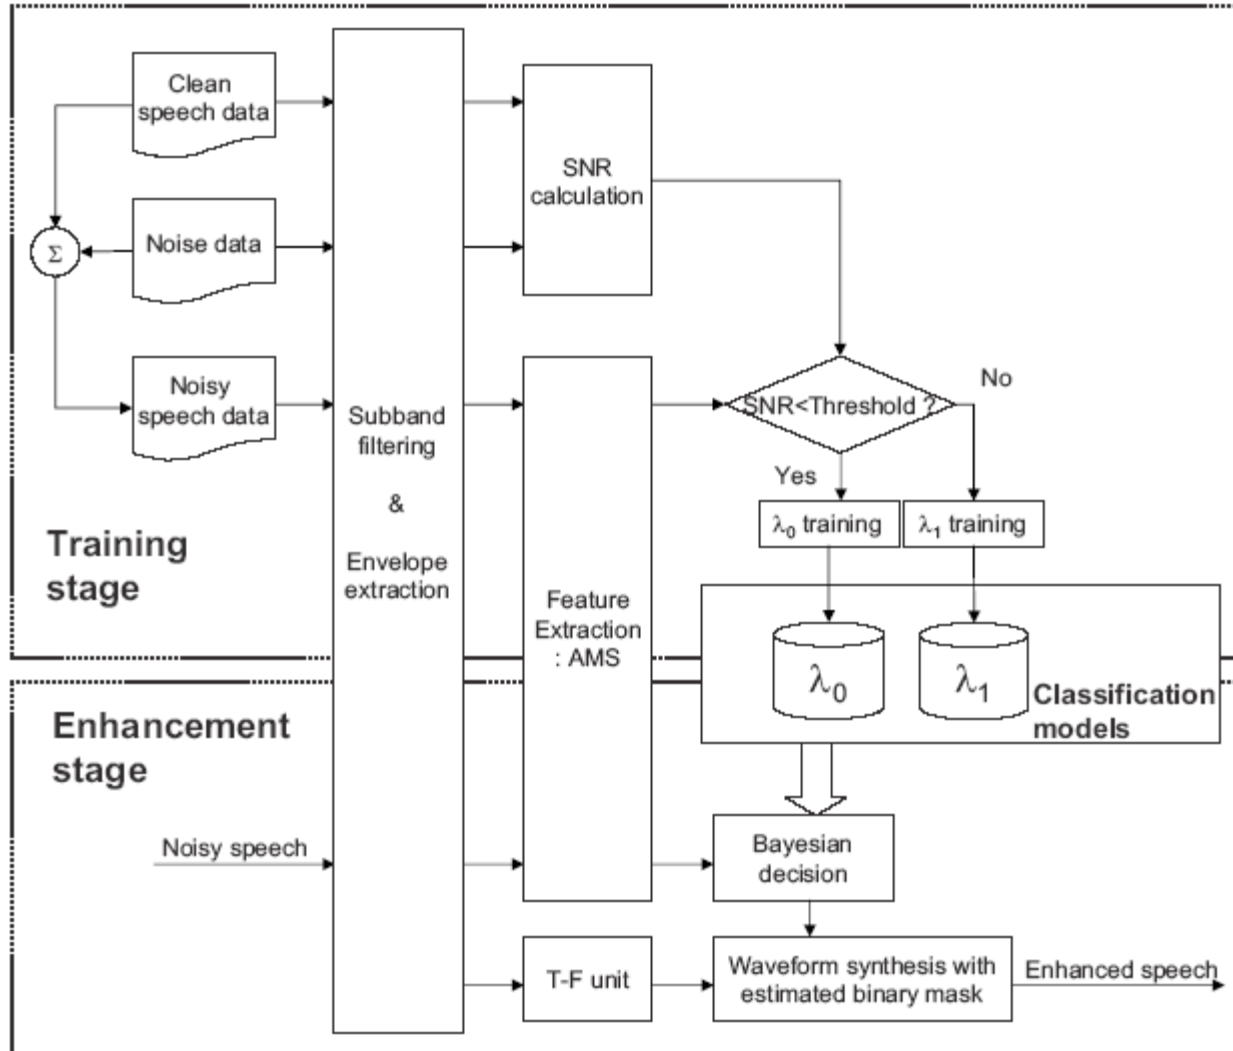 Clean
speech data
Noise data
Σ
Noisy
speech data
Subband
filtering
&
Envelope
extraction
SNR
calculation
SNR<Threshold ?
No
Yes
λ0 training
λ1 training
Training
stage
Feature
Extraction
: AMS
λ0
λ1
Classification
models
Enhancement
stage
Noisy speech
Bayesian
decision
T-F unit
Waveform synthesis with
estimated binary mask
Enhanced speech